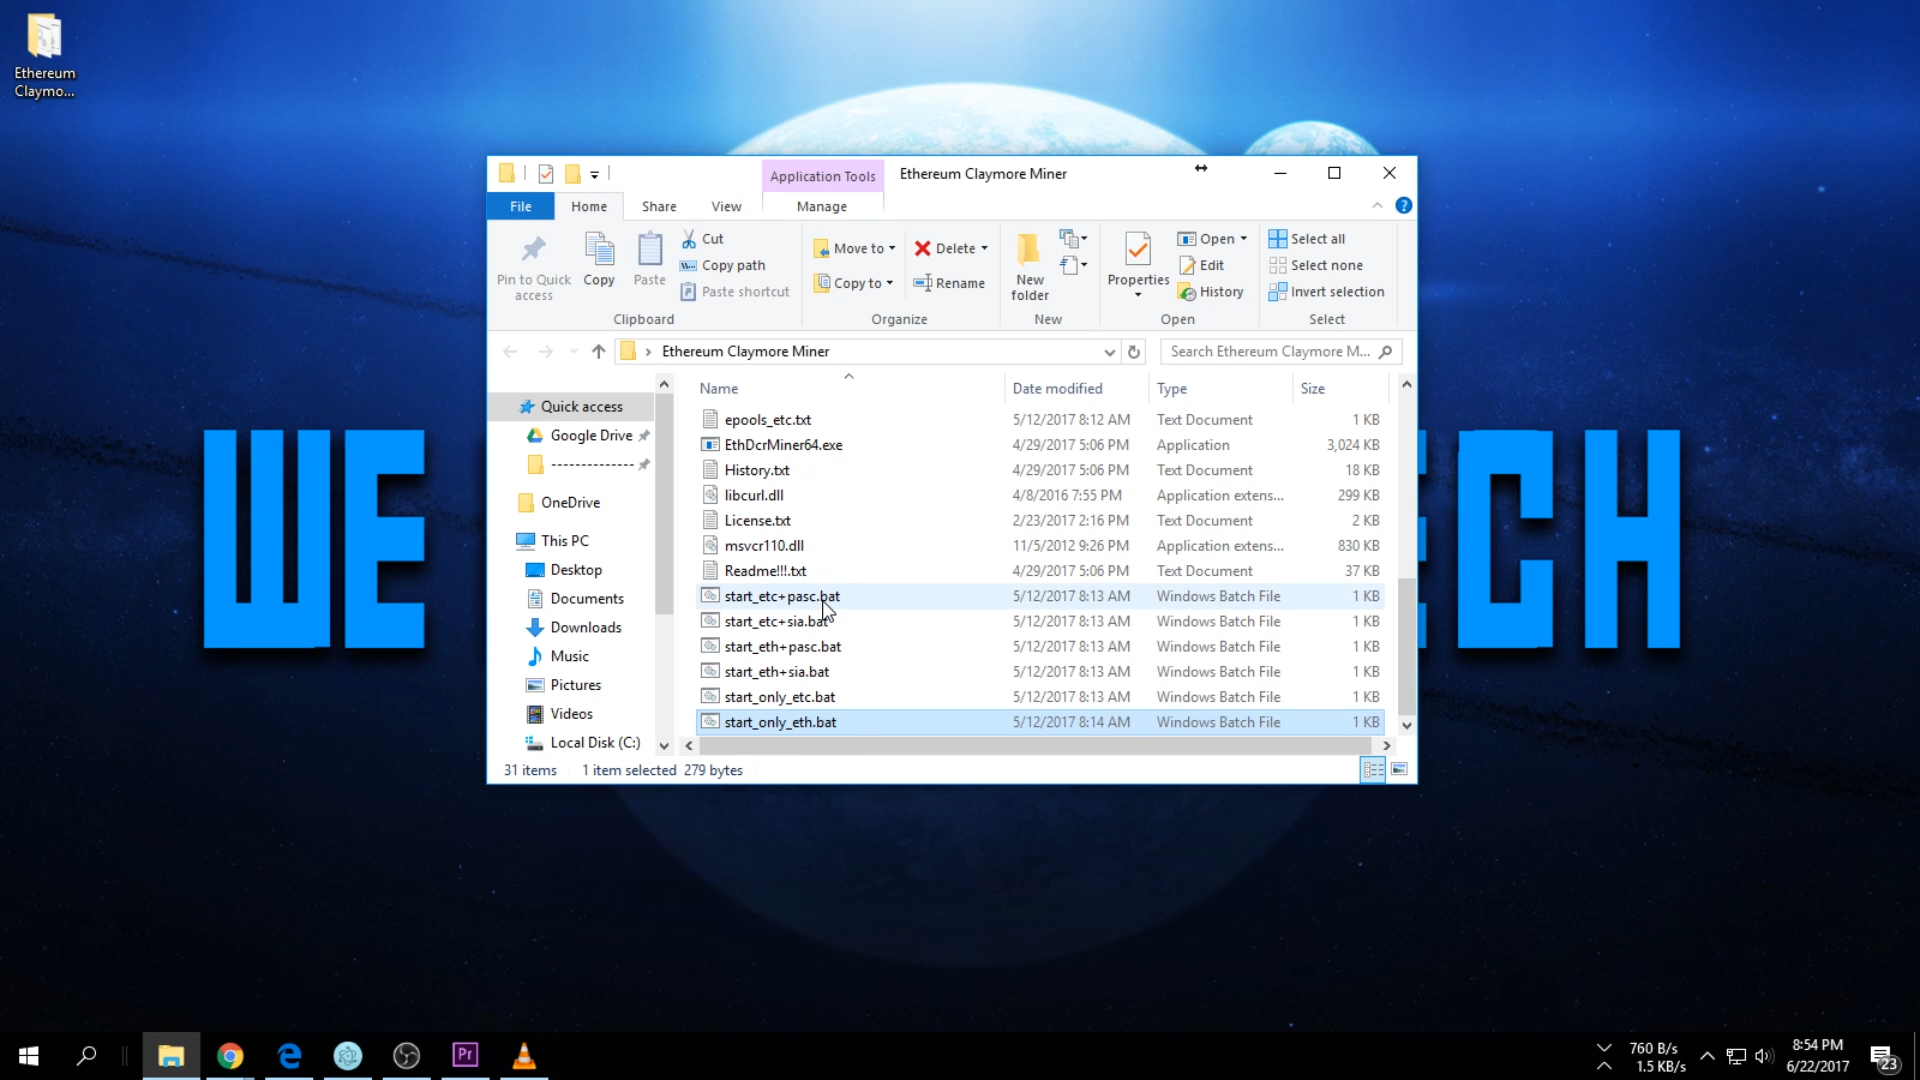 Ethereum
Claymo...
WE
ECH
Application Tools
Ethereum Claymore Miner
File
Home
Share
View
Manage
Pin to Quick
access
Copy
Paste
Cut
Copy path
Paste shortcut
Clipboard
Move to
Copy to
Delete
Rename
Organize
New
folder
New
Properties
Open
Edit
History
Open
Select all
Select none
Invert selection
Select
Ethereum Claymore Miner
Search Ethereum Claymore M...
Quick access
Google Drive
--------------
OneDrive
This PC
Desktop
Documents
Downloads
Music
Pictures
Videos
Local Disk (C:)
Name Date modified Type Size
epools_etc.txt 5/12/2017 8:12 AM Text Document 1 KB
EthDcrMiner64.exe 4/29/2017 5:06 PM Application 3,024 KB
History.txt 4/29/2017 5:06 PM Text Document 18 KB
libcurl.dll 4/8/2016 7:55 PM Application extens... 299 KB
License.txt 2/23/2017 2:16 PM Text Document 2 KB
msvcr110.dll 11/5/2012 9:26 PM Application extens... 830 KB
Readme!!!.txt 4/29/2017 5:06 PM Text Document 37 KB
start_etc+pasc.bat 5/12/2017 8:13 AM Windows Batch File 1 KB
start_etc+sia.bat 5/12/2017 8:13 AM Windows Batch File 1 KB
start_eth+pasc.bat 5/12/2017 8:13 AM Windows Batch File 1 KB
start_eth+sia.bat 5/12/2017 8:13 AM Windows Batch File 1 KB
start_only_etc.bat 5/12/2017 8:13 AM Windows Batch File 1 KB
start_only_eth.bat 5/12/2017 8:14 AM Windows Batch File 1 KB
31 items 1 item selected 279 bytes
Pr
760 B/s
1.5 KB/s
8:54 PM
6/22/2017
23